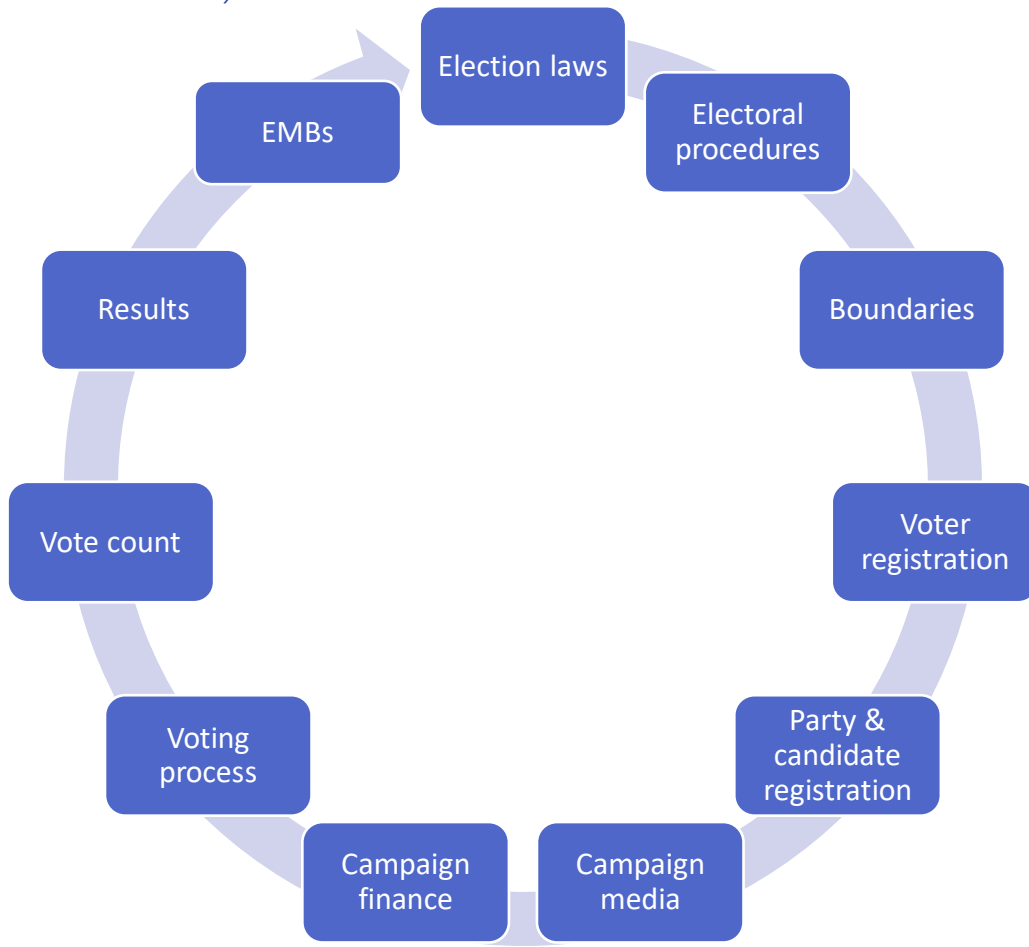 Election laws
Electoral
procedures
Boundaries
Voter
registration
Party &
candidate
registration
Campaign
media
Campaign
finance
Voting
process
Vote count
Results
EMBs